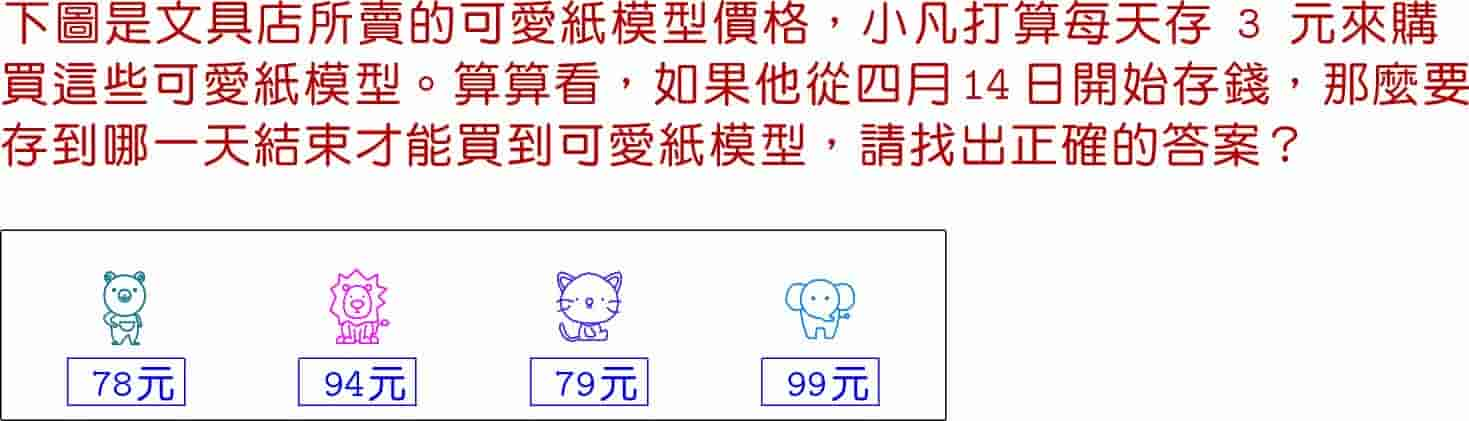 下圖是文具店所賣的可愛紙模型價格，小凡打算每天存 3 元來購
買這些可愛紙模型。算算看，如果他從四月14日開始存錢，那麼要
存到哪一天結束才能買到可愛紙模型，請找出正確的答案？
78元 94元 79元 99元